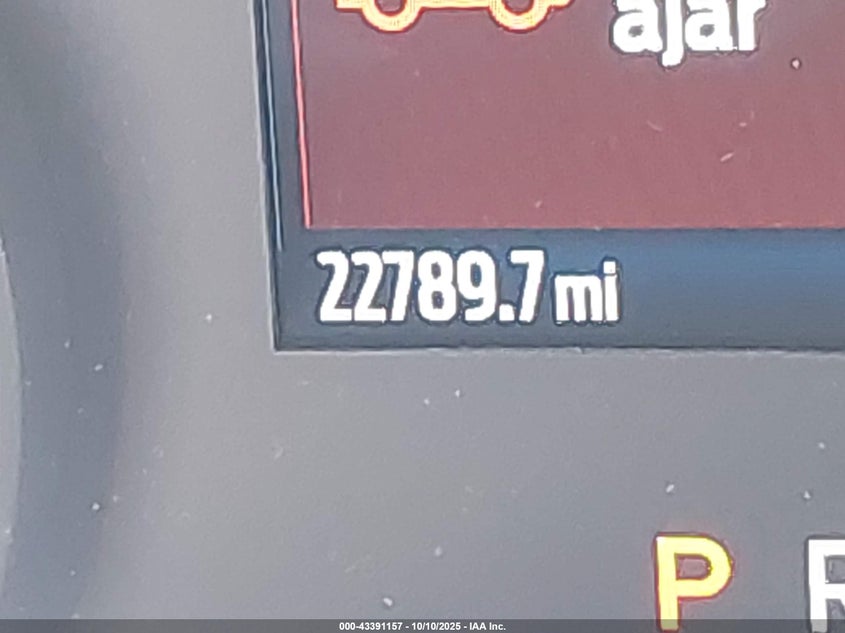 ajar
22789.7 mi
P R
000-43391157 - 10/10/2025 - IAA Inc.